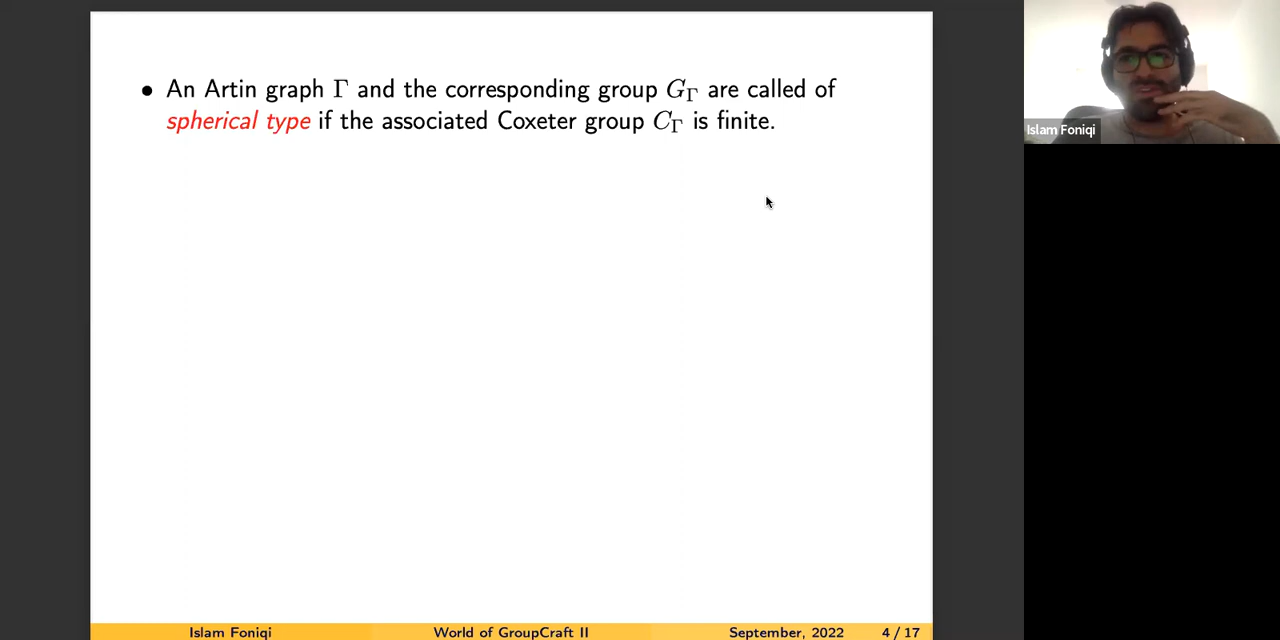 • An Artin graph Γ and the corresponding group G_Γ are called of
spherical type if the associated Coxeter group C_Γ is finite.
Islam Foniqi
Islam Foniqi World of GroupCraft II September, 2022 4 / 17